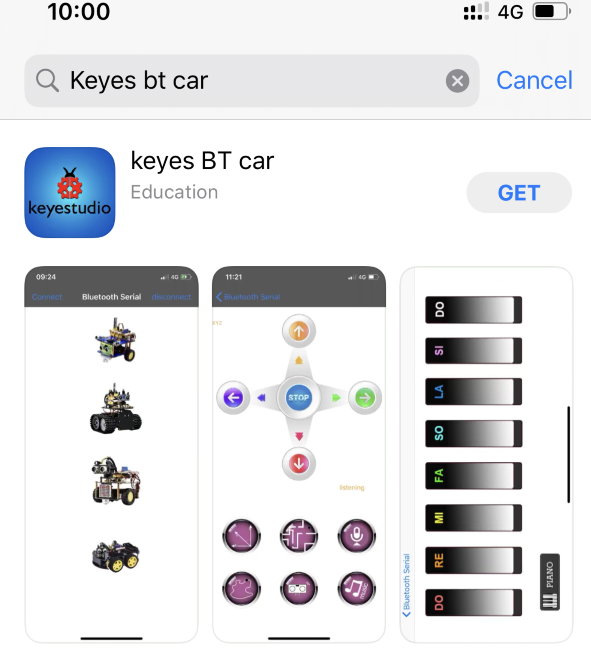 10:00
4G
Keyes bt car
Cancel
keyes BT car
Education
GET
keyestudio
09:24
4G
Connect
Bluetooth Serial
disconnect
11:21
4G
Bluetooth Serial
STOP
listening
music
DO
SI
LA
SO
FA
MI
RE
DO
PIANO
Bluetooth Serial